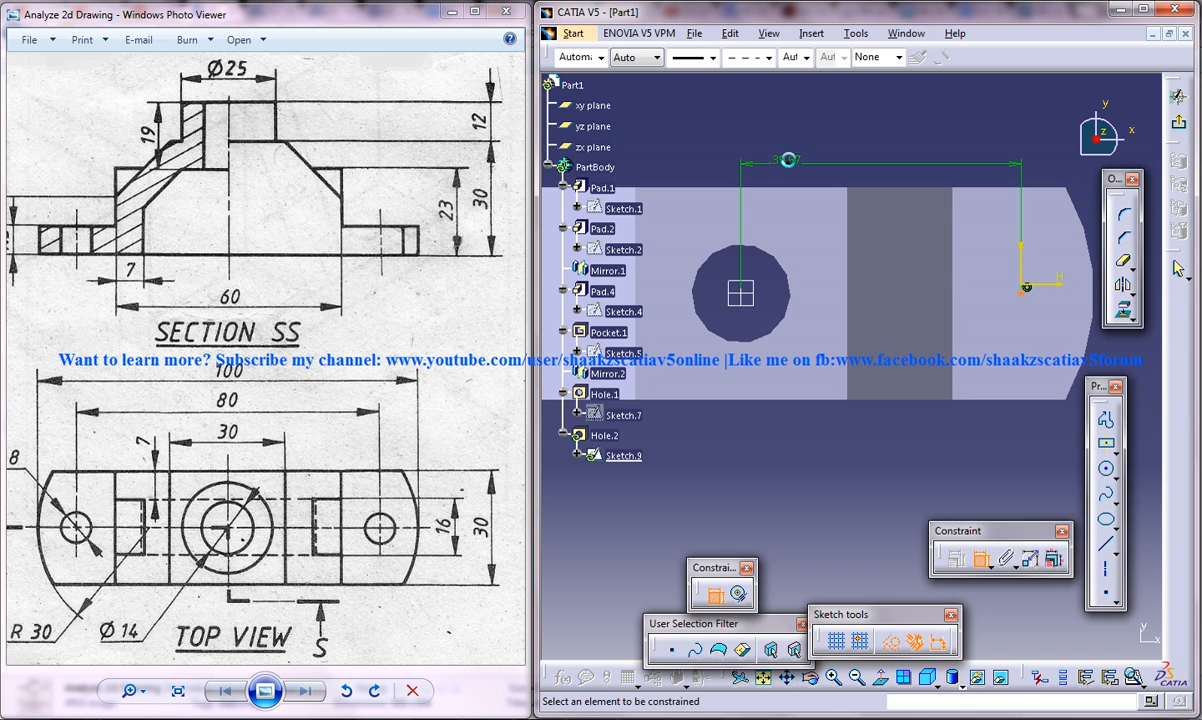 Analyze 2d Drawing - Windows Photo Viewer
File Print E-mail Burn Open
Ø25
19
12
30
23
7
60
SECTION SS
100
80
30
7
8
16
30
R 30
Ø14
TOP VIEW
S
CATIA V5 - [Part1]
Start ENOVIA V5 VPM File Edit View Insert Tools Window Help
Auto Aut Aut None
Part1
xy plane
yz plane
zx plane
PartBody
Pad.1
Sketch.1
Pad.2
Sketch.2
Mirror.1
Pad.4
Sketch.4
Pocket.1
Sketch.5
Mirror.2
Hole.1
Sketch.7
Hole.2
Sketch.9
y
x
z
H
Want to learn more? Subscribe my channel: www.youtube.com/user/shaakzscatiav5online |Like me on fb:www.facebook.com/shaakzscatiav5forum
O...
Pr...
Constraint
Constrai...
User Selection Filter
Sketch tools
Select an element to be constrained
CATIA